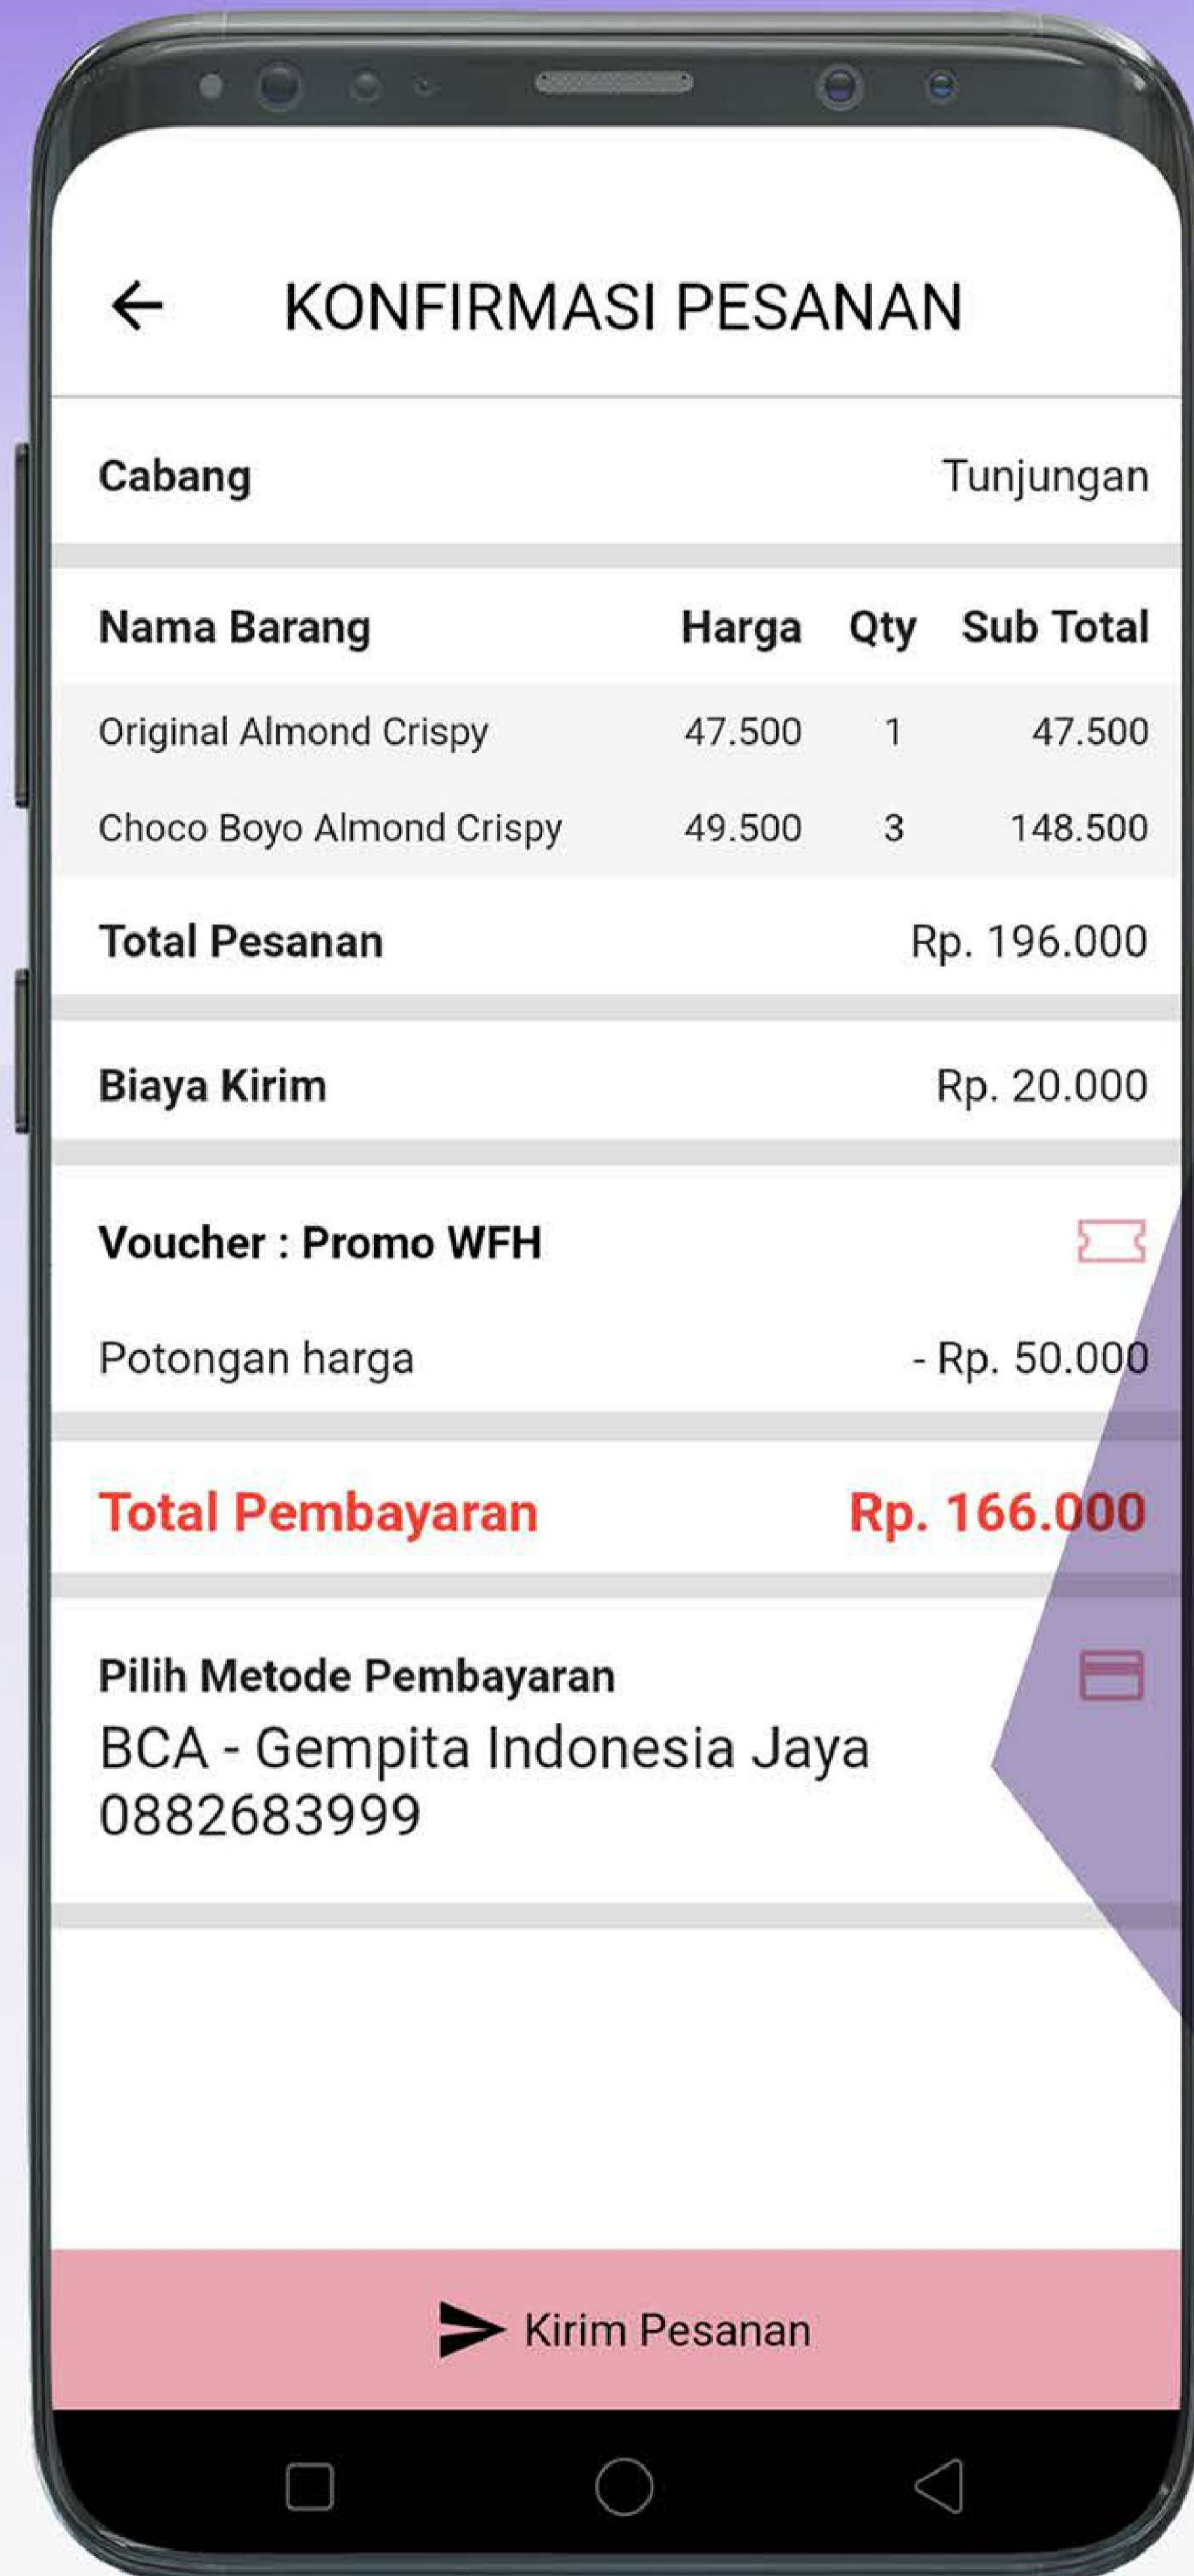 KONFIRMASI PESANAN
Cabang Tunjungan
Nama Barang Harga Qty Sub Total
Original Almond Crispy 47.500 1 47.500
Choco Boyo Almond Crispy 49.500 3 148.500
Total Pesanan Rp. 196.000
Biaya Kirim Rp. 20.000
Voucher : Promo WFH
Potongan harga - Rp. 50.000
Total Pembayaran Rp. 166.000
Pilih Metode Pembayaran
BCA - Gempita Indonesia Jaya
0882683999
Kirim Pesanan